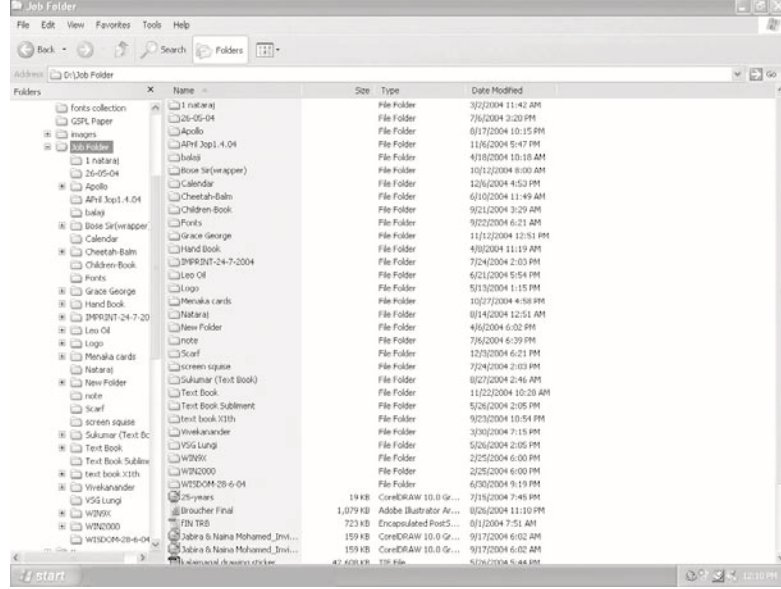 Job Folder
File Edit View Favorites Tools Help
Back Search Folders
Address D:\Job Folder Go
Folders Name Size Type Date Modified
fonts collection
GSPL Paper
images
Job Folder
1 nataraj
26-05-04
Apollo
APril Jop1.4.04
balaji
Bose Sir(wrapper)
Calendar
Cheetah-Balm
Children-Book
Fonts
Grace George
Hand Book
IMPRINT-24-7-20
Leo Oil
Logo
Menaka cards
Nataraj
New Folder
note
Scarf
screen squise
Sukumar (Text Bc
Text Book
Text Book Sublim
text book X1th
Vivekanander
VSG Lungi
WIN9X
WIN2000
WISDOM-28-6-04
1 nataraj File Folder 3/2/2004 11:42 AM
26-05-04 File Folder 7/6/2004 3:20 PM
Apollo File Folder 8/17/2004 10:15 PM
APril Jop1.4.04 File Folder 11/6/2004 5:47 PM
balaji File Folder 4/18/2004 10:18 AM
Bose Sir(wrapper) File Folder 10/12/2004 8:00 AM
Calendar File Folder 12/6/2004 4:53 PM
Cheetah-Balm File Folder 6/10/2004 11:49 AM
Children-Book File Folder 9/21/2004 3:29 AM
Fonts File Folder 9/22/2004 6:21 AM
Grace George File Folder 11/12/2004 12:51 PM
Hand Book File Folder 4/8/2004 11:19 AM
IMPRINT-24-7-2004 File Folder 7/24/2004 2:03 PM
Leo Oil File Folder 6/21/2004 5:54 PM
Logo File Folder 5/13/2004 1:15 PM
Menaka cards File Folder 10/27/2004 4:58 PM
Nataraj File Folder 8/14/2004 12:51 AM
New Folder File Folder 4/6/2004 6:02 PM
note File Folder 7/6/2004 6:39 PM
Scarf File Folder 12/3/2004 6:21 PM
screen squise File Folder 7/24/2004 2:03 PM
Sukumar (Text Book) File Folder 8/27/2004 2:46 AM
Text Book File Folder 11/22/2004 10:28 AM
Text Book Subliment File Folder 5/26/2004 2:05 PM
text book X1th File Folder 9/23/2004 10:54 PM
Vivekanander File Folder 3/30/2004 7:15 PM
VSG Lungi File Folder 5/26/2004 2:05 PM
WIN9X File Folder 2/25/2004 6:00 PM
WIN2000 File Folder 2/25/2004 6:00 PM
WISDOM-28-6-04 File Folder 6/30/2004 9:19 PM
25-years 19 KB CorelDRAW 10.0 Gr... 7/15/2004 7:45 PM
Broucher Final 1,079 KB Adobe Illustrator Ar... 8/26/2004 11:10 PM
FIN TRB 723 KB Encapsulated PostS... 8/1/2004 7:51 AM
Jabira & Naina Mohamed_Invi... 159 KB CorelDRAW 10.0 Gr... 9/17/2004 6:02 AM
Jabira & Naina Mohamed_Invi... 159 KB CorelDRAW 10.0 Gr... 9/17/2004 6:02 AM
kalaimagal drawing sticker 42,608 KB TIF File 5/26/2004 5:44 PM
start 12:10 PM